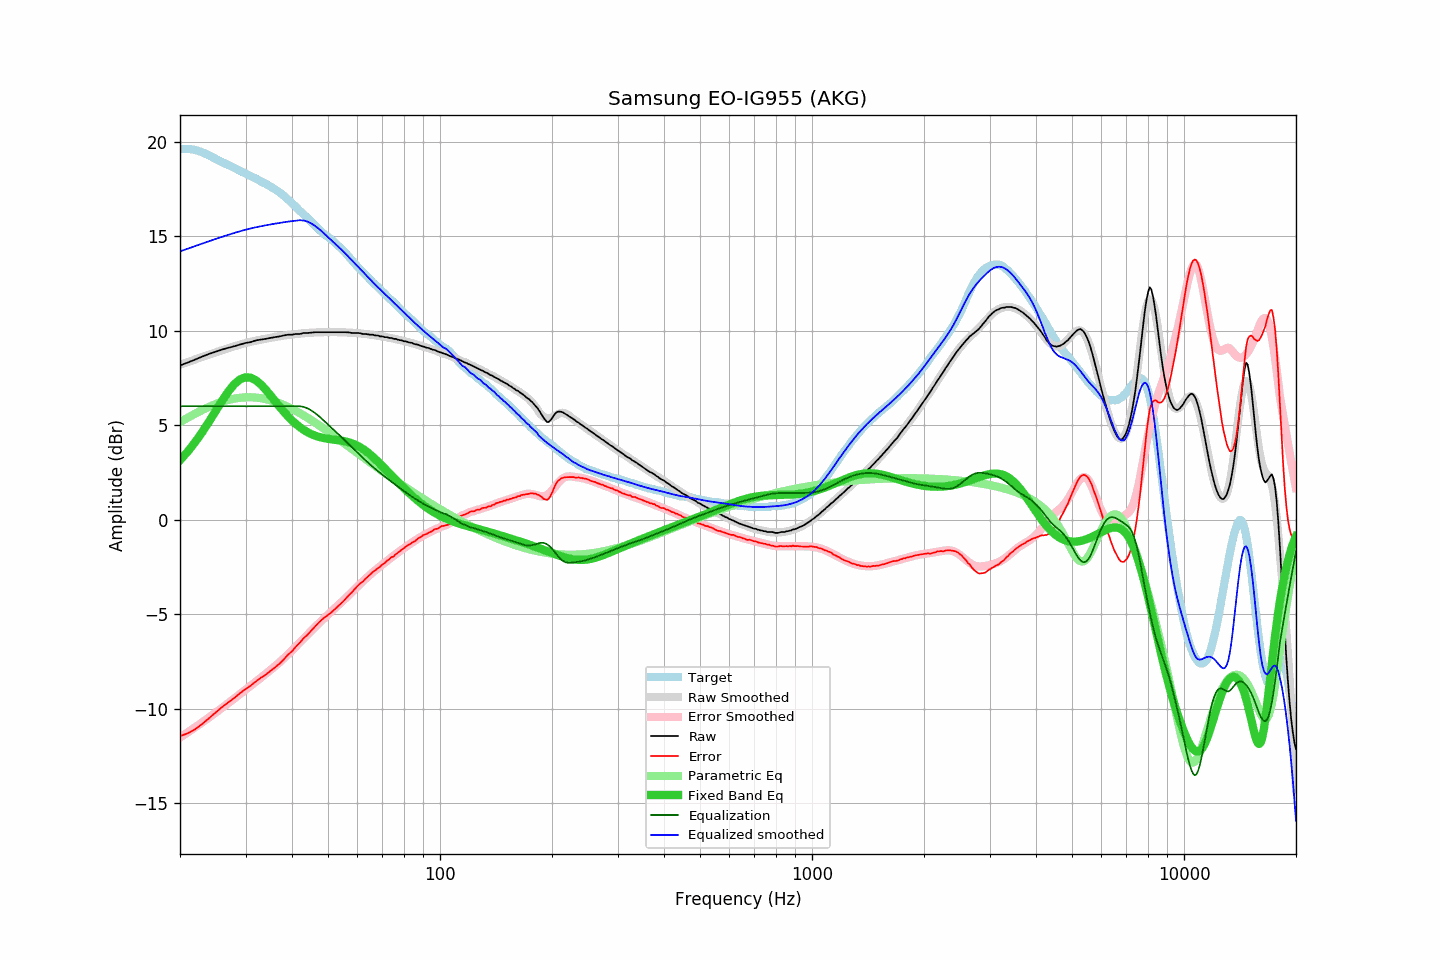 Samsung EO-IG955 (AKG)
20
15
10
5
0
−5
−10
−15
Amplitude (dBr)
100
1000
10000
Frequency (Hz)
Target
Raw Smoothed
Error Smoothed
Raw
Error
Parametric Eq
Fixed Band Eq
Equalization
Equalized smoothed